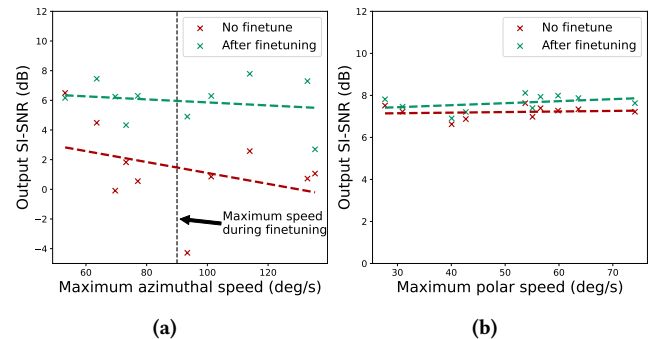 12
10
8
6
4
2
0
−2
−4
Output SI-SNR (dB)
No finetune
After finetuning
Maximum speed
during finetuning
60
80
100
120
Maximum azimuthal speed (deg/s)
(a)
12
10
8
6
4
2
0
Output SI-SNR (dB)
No finetune
After finetuning
30
40
50
60
70
Maximum polar speed (deg/s)
(b)